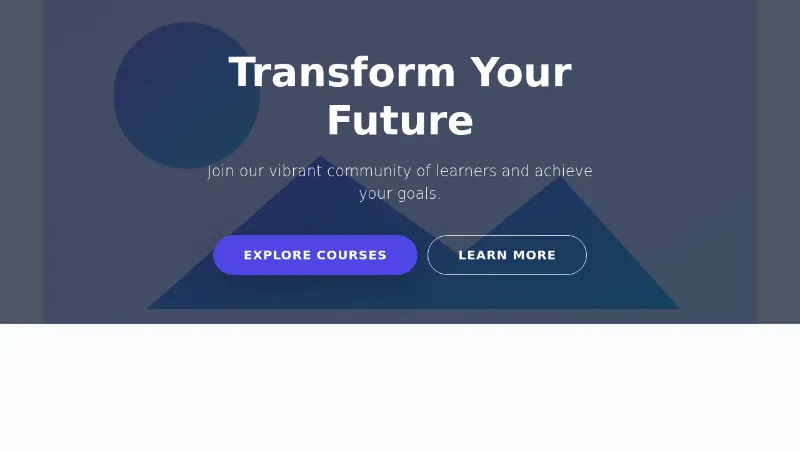 Transform Your
Future
Join our vibrant community of learners and achieve
your goals.
EXPLORE COURSES
LEARN MORE